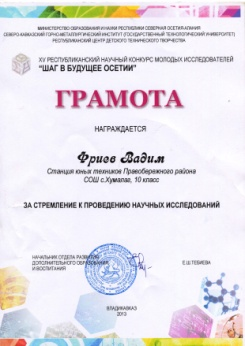 МИНИСТЕРСТВО ОБРАЗОВАНИЯ И НАУКИ РЕСПУБЛИКИ СЕВЕРНАЯ ОСЕТИЯ-АЛАНИЯ
СЕВЕРО-КАВКАЗСКИЙ ГОРНО-МЕТАЛЛУРГИЧЕСКИЙ ИНСТИТУТ (ГОСУДАРСТВЕННЫЙ ТЕХНОЛОГИЧЕСКИЙ УНИВЕРСИТЕТ)
РЕСПУБЛИКАНСКИЙ ЦЕНТР ДЕТСКОГО ТЕХНИЧЕСКОГО ТВОРЧЕСТВА
XV РЕСПУБЛИКАНСКИЙ НАУЧНЫЙ КОНКУРС МОЛОДЫХ ИССЛЕДОВАТЕЛЕЙ
"ШАГ В БУДУЩЕЕ ОСЕТИИ"
ГРАМОТА
НАГРАЖДАЕТСЯ
Фриев Вадим
Станция юных техников Правобережного района
СОШ с.Хумалаг, 10 класс
ЗА СТРЕМЛЕНИЕ К ПРОВЕДЕНИЮ НАУЧНЫХ ИССЛЕДОВАНИЙ
НАЧАЛЬНИК ОТДЕЛА РАЗВИТИЯ
ДОПОЛНИТЕЛЬНОГО ОБРАЗОВАНИЯ
И ВОСПИТАНИЯ
Е.Ш.ТЕБИЕВА
ВЛАДИКАВКАЗ
2013